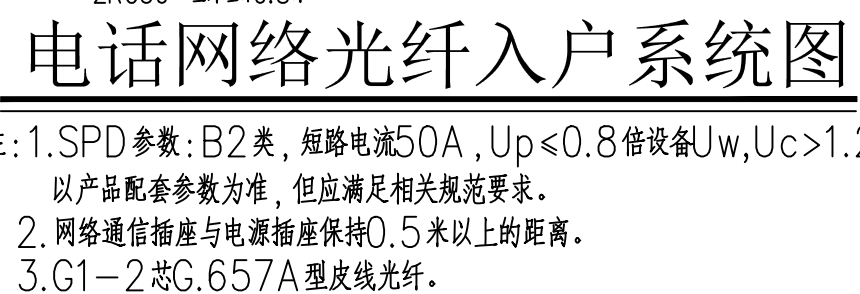 电话网络光纤入户系统图
:1.SPD参数:B2类,短路电流50A,Up≤0.8倍设备Uw,Uc>1.2
以产品配套参数为准,但应满足相关规范要求。
2.网络通信插座与电源插座保持0.5米以上的距离。
3.G1-2芯G.657A型皮线光纤。